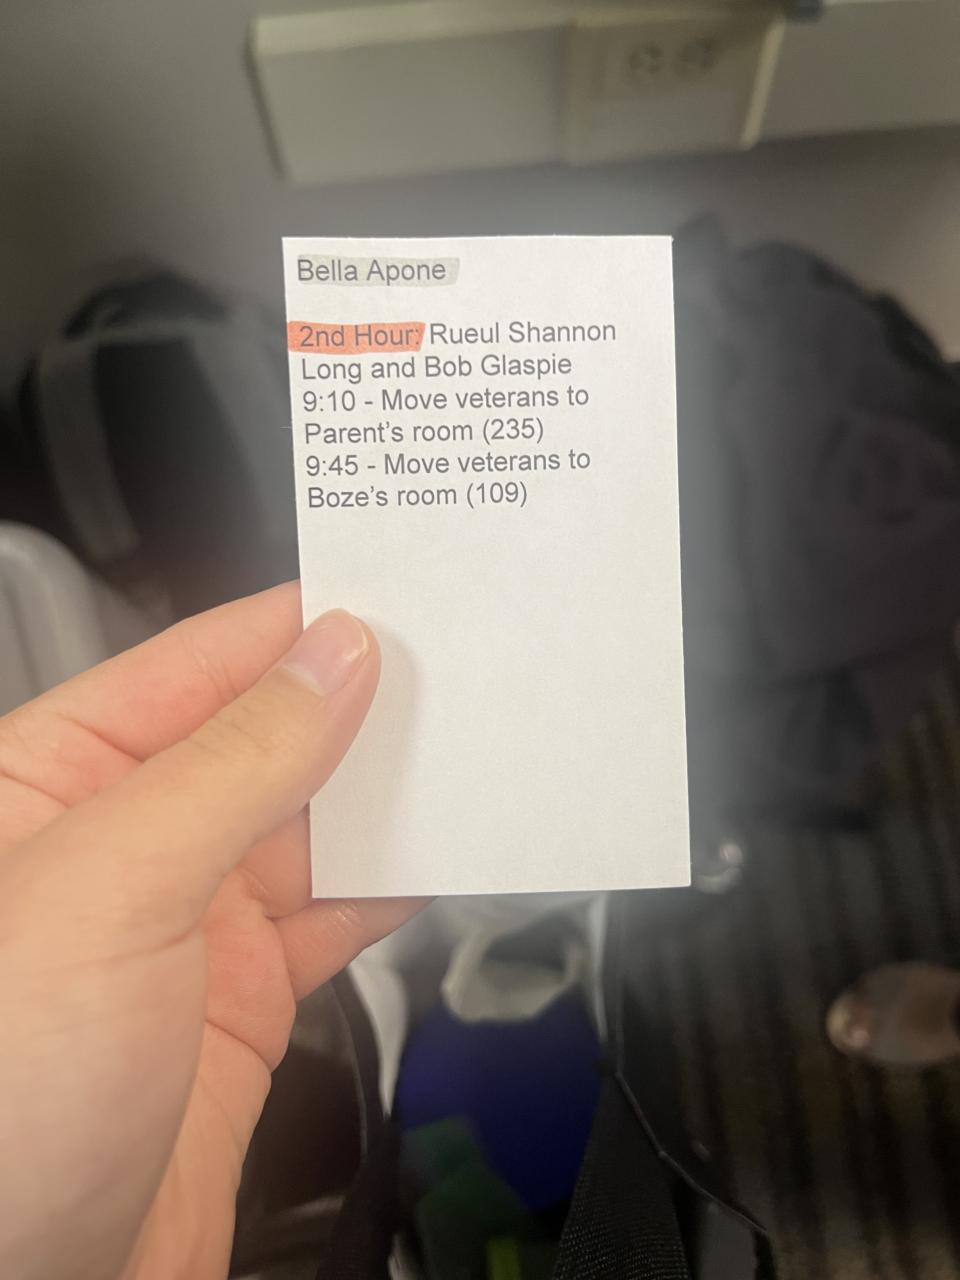 Bella Apone
2nd Hour: Rueul Shannon
Long and Bob Glaspie
9:10 - Move veterans to
Parent's room (235)
9:45 - Move veterans to
Boze's room (109)